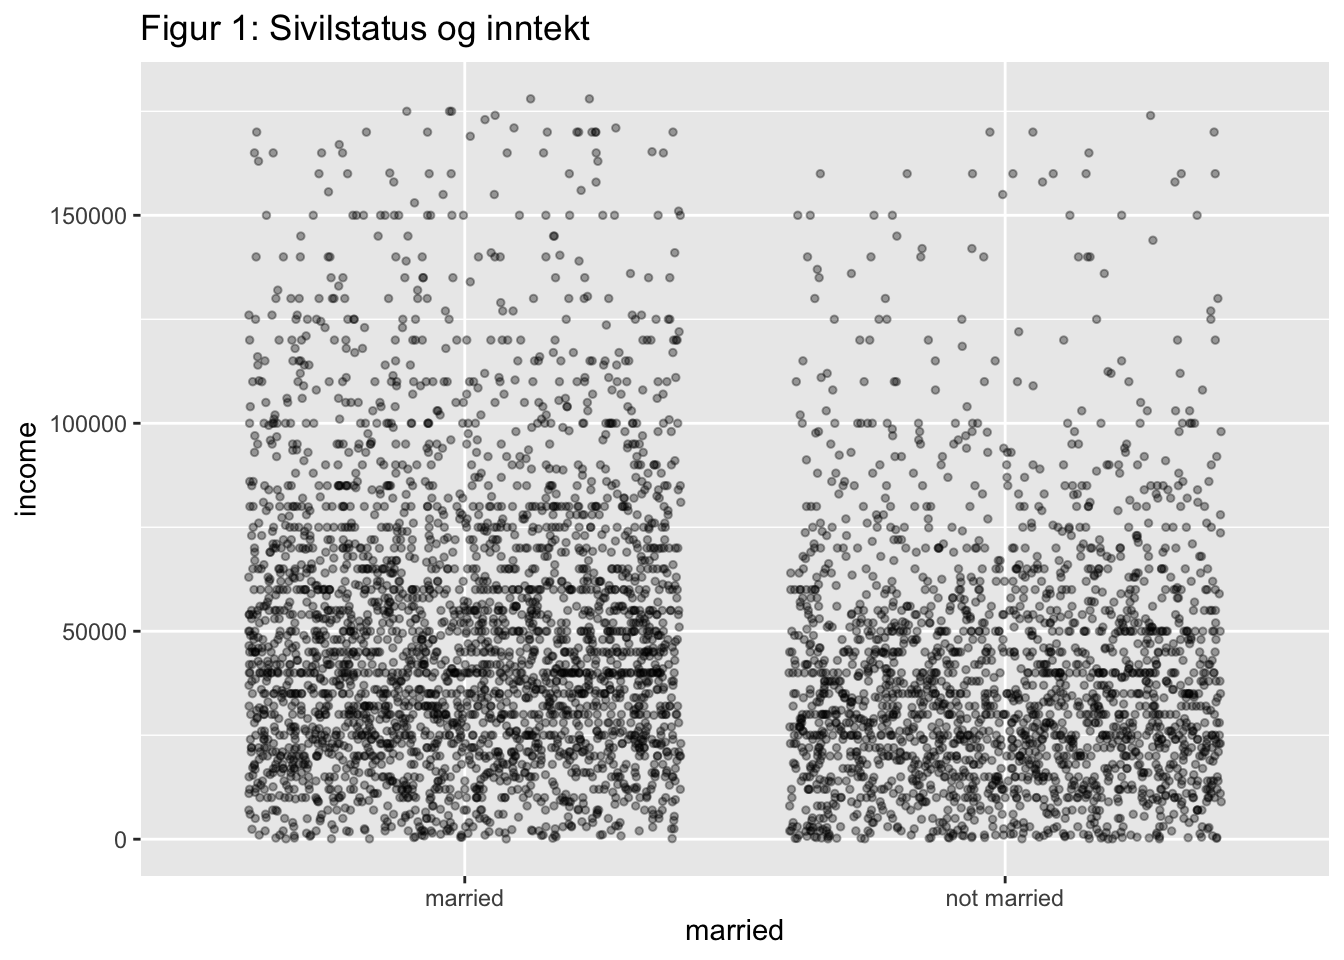 Figur 1: Sivilstatus og inntekt
150000
100000
50000
0
income
married
not married
married